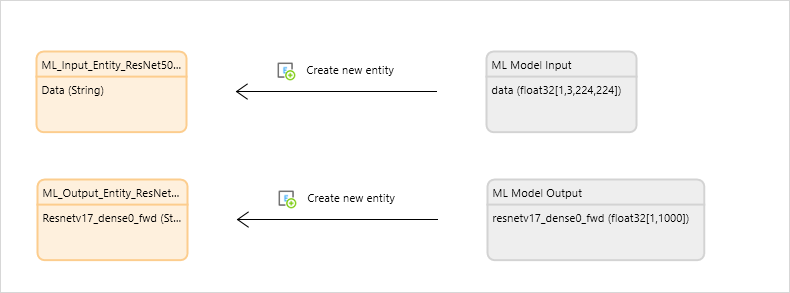 ML_Input_Entity_ResNet50...
Create new entity
ML Model Input
Data (String)
data (float32[1,3,224,224])
ML_Output_Entity_ResNet...
Create new entity
ML Model Output
Resnetv17_dense0_fwd (St...
resnetv17_dense0_fwd (float32[1,1000])